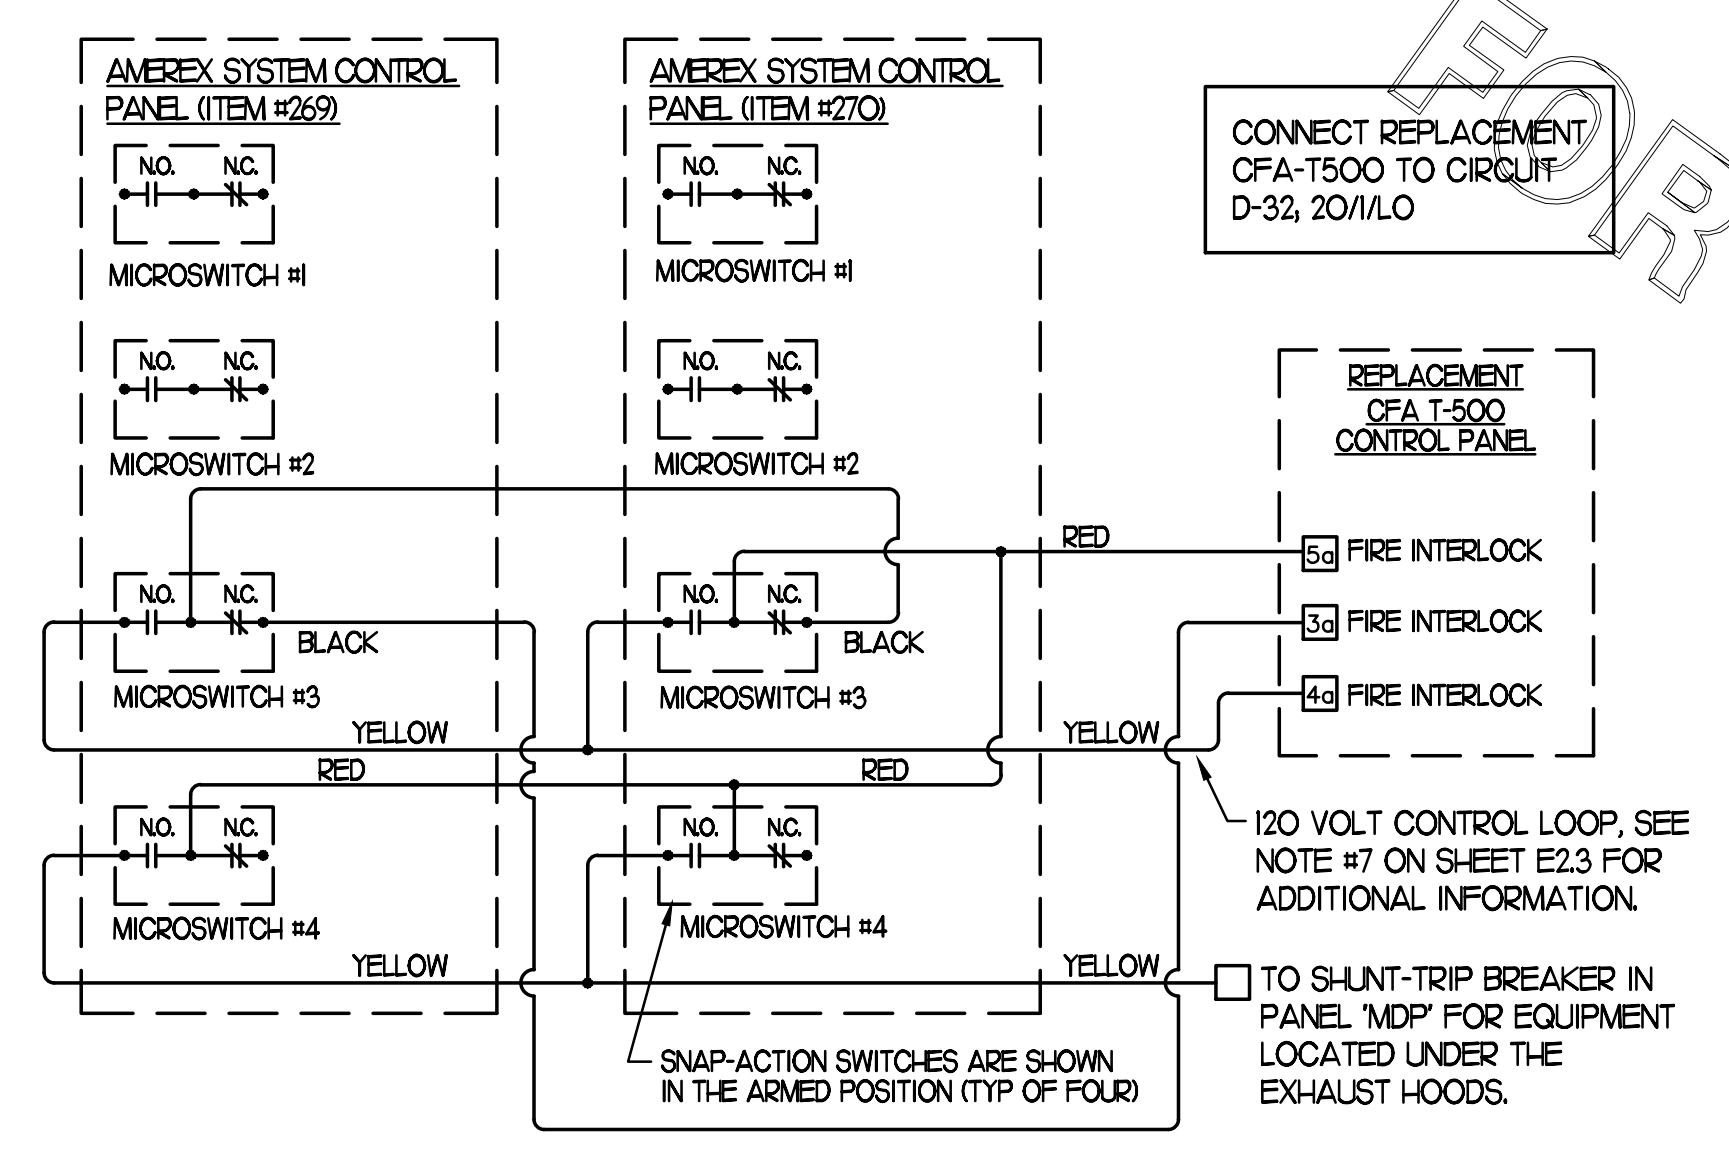 AMEREX SYSTEM CONTROL
PANEL (ITEM #269)
N.O. N.C.
MICROSWITCH #1
N.O. N.C.
MICROSWITCH #2
N.O. N.C.
BLACK
MICROSWITCH #3
YELLOW
RED
N.O. N.C.
MICROSWITCH #4
YELLOW
AMEREX SYSTEM CONTROL
PANEL (ITEM #270)
N.O. N.C.
MICROSWITCH #1
N.O. N.C.
MICROSWITCH #2
N.O. N.C.
BLACK
MICROSWITCH #3
RED
N.O. N.C.
MICROSWITCH #4
SNAP-ACTION SWITCHES ARE SHOWN
IN THE ARMED POSITION (TYP OF FOUR)
RED
YELLOW
YELLOW
FOR
CONNECT REPLACEMENT
CFA-T500 TO CIRCUIT
D-32; 20/1/LO
REPLACEMENT
CFA T-500
CONTROL PANEL
5a FIRE INTERLOCK
3a FIRE INTERLOCK
4a FIRE INTERLOCK
120 VOLT CONTROL LOOP, SEE
NOTE #7 ON SHEET E2.3 FOR
ADDITIONAL INFORMATION.
TO SHUNT-TRIP BREAKER IN
PANEL 'MDP' FOR EQUIPMENT
LOCATED UNDER THE
EXHAUST HOODS.